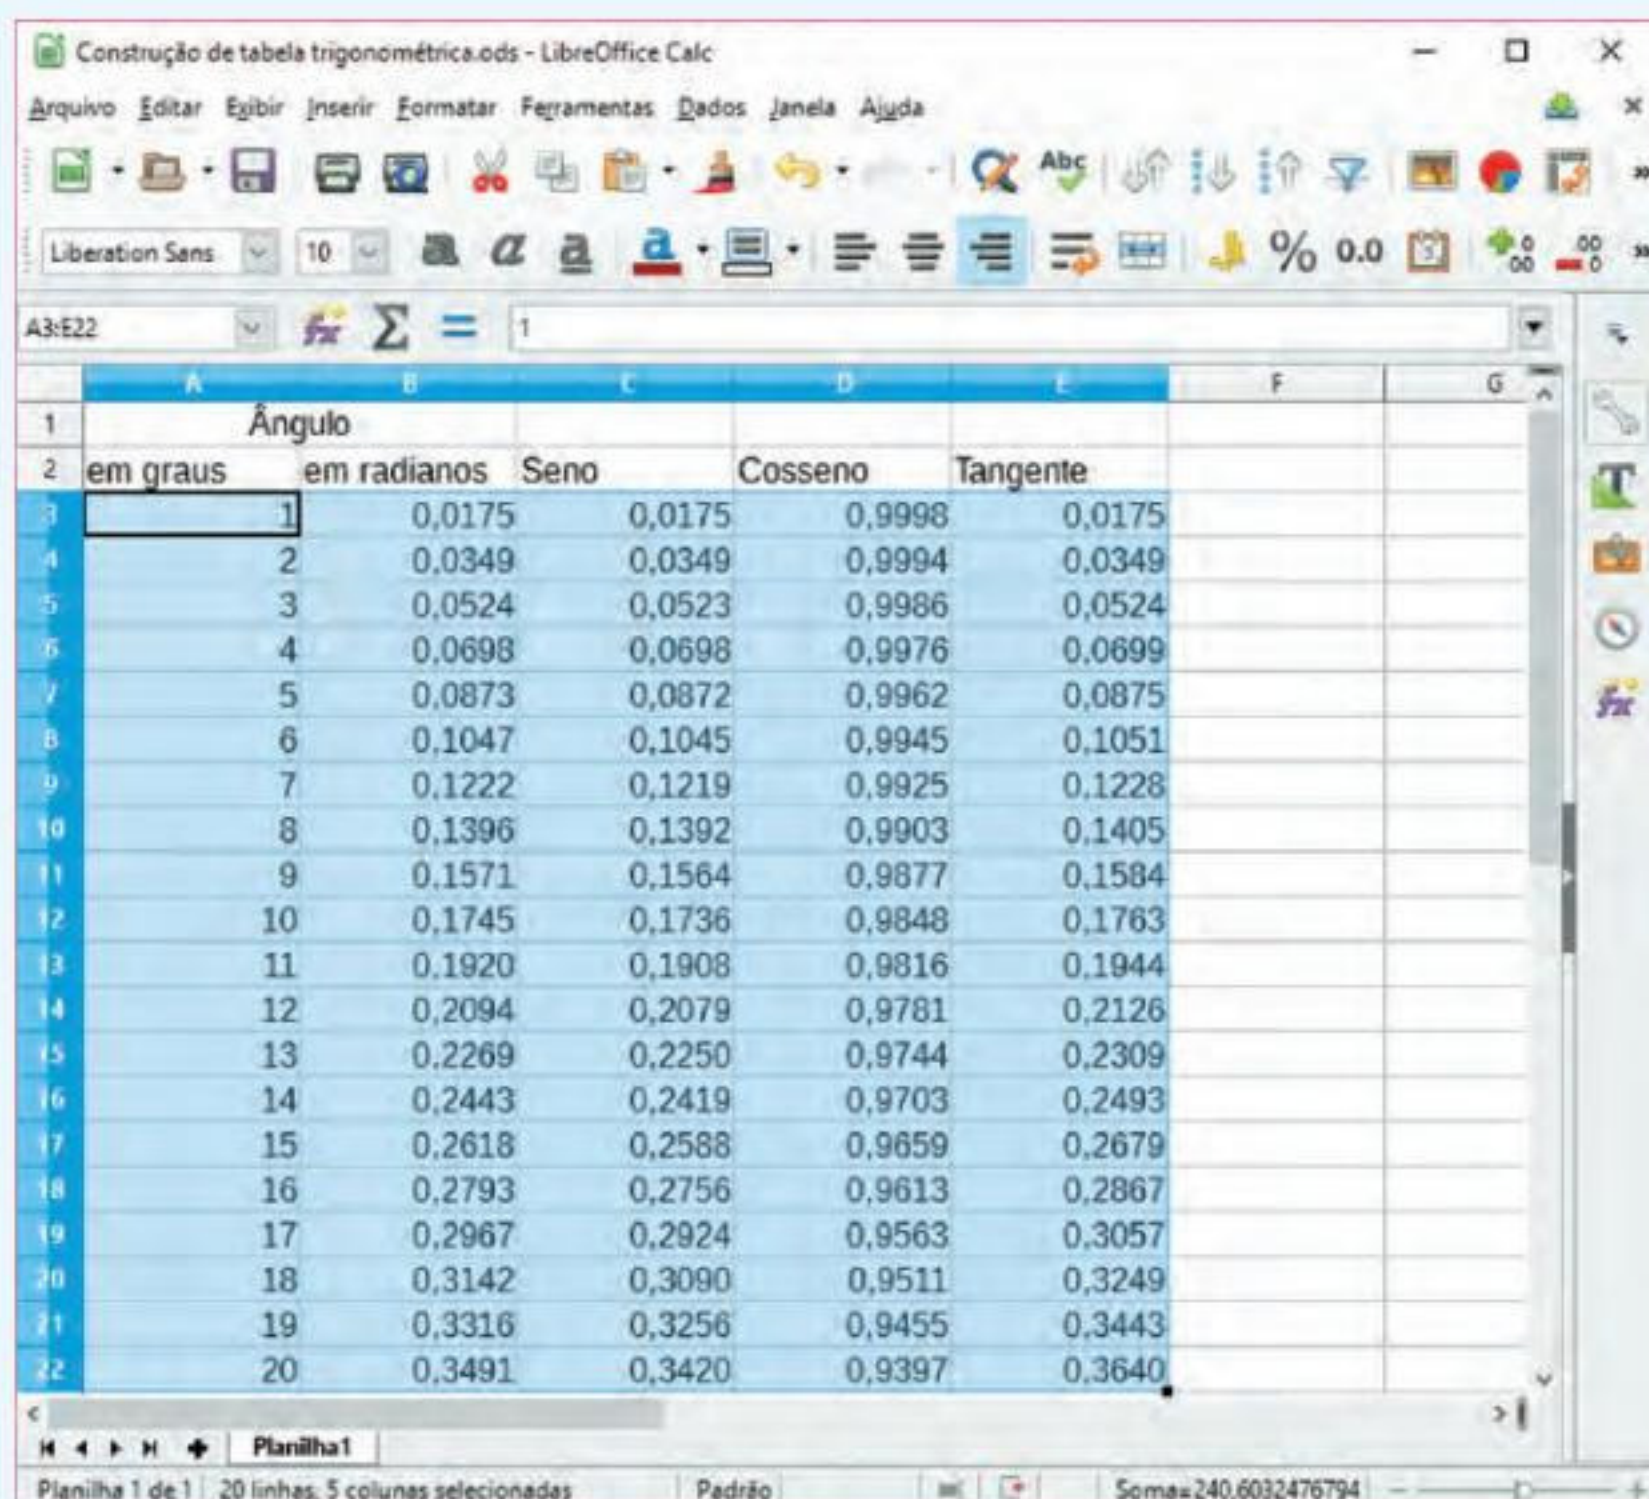 Construção de tabela trigonométrica.ods - LibreOffice Calc
Arquivo Editar Exibir Inserir Formatar Ferramentas Dados Janela Ajuda
Abc
Liberation Sans 10 a a a a % 0.0
A3:E22 fx Σ = 1
A B C D E F G
1 Ângulo
2 em graus em radianos Seno Cosseno Tangente
3 1 0,0175 0,0175 0,9998 0,0175
4 2 0,0349 0,0349 0,9994 0,0349
5 3 0,0524 0,0523 0,9986 0,0524
6 4 0,0698 0,0698 0,9976 0,0699
7 5 0,0873 0,0872 0,9962 0,0875
8 6 0,1047 0,1045 0,9945 0,1051
9 7 0,1222 0,1219 0,9925 0,1228
10 8 0,1396 0,1392 0,9903 0,1405
11 9 0,1571 0,1564 0,9877 0,1584
12 10 0,1745 0,1736 0,9848 0,1763
13 11 0,1920 0,1908 0,9816 0,1944
14 12 0,2094 0,2079 0,9781 0,2126
15 13 0,2269 0,2250 0,9744 0,2309
16 14 0,2443 0,2419 0,9703 0,2493
17 15 0,2618 0,2588 0,9659 0,2679
18 16 0,2793 0,2756 0,9613 0,2867
19 17 0,2967 0,2924 0,9563 0,3057
20 18 0,3142 0,3090 0,9511 0,3249
21 19 0,3316 0,3256 0,9455 0,3443
22 20 0,3491 0,3420 0,9397 0,3640
Planilha1
Planilha 1 de 1 20 linhas, 5 colunas selecionadas Padrão Soma=240,6032476794